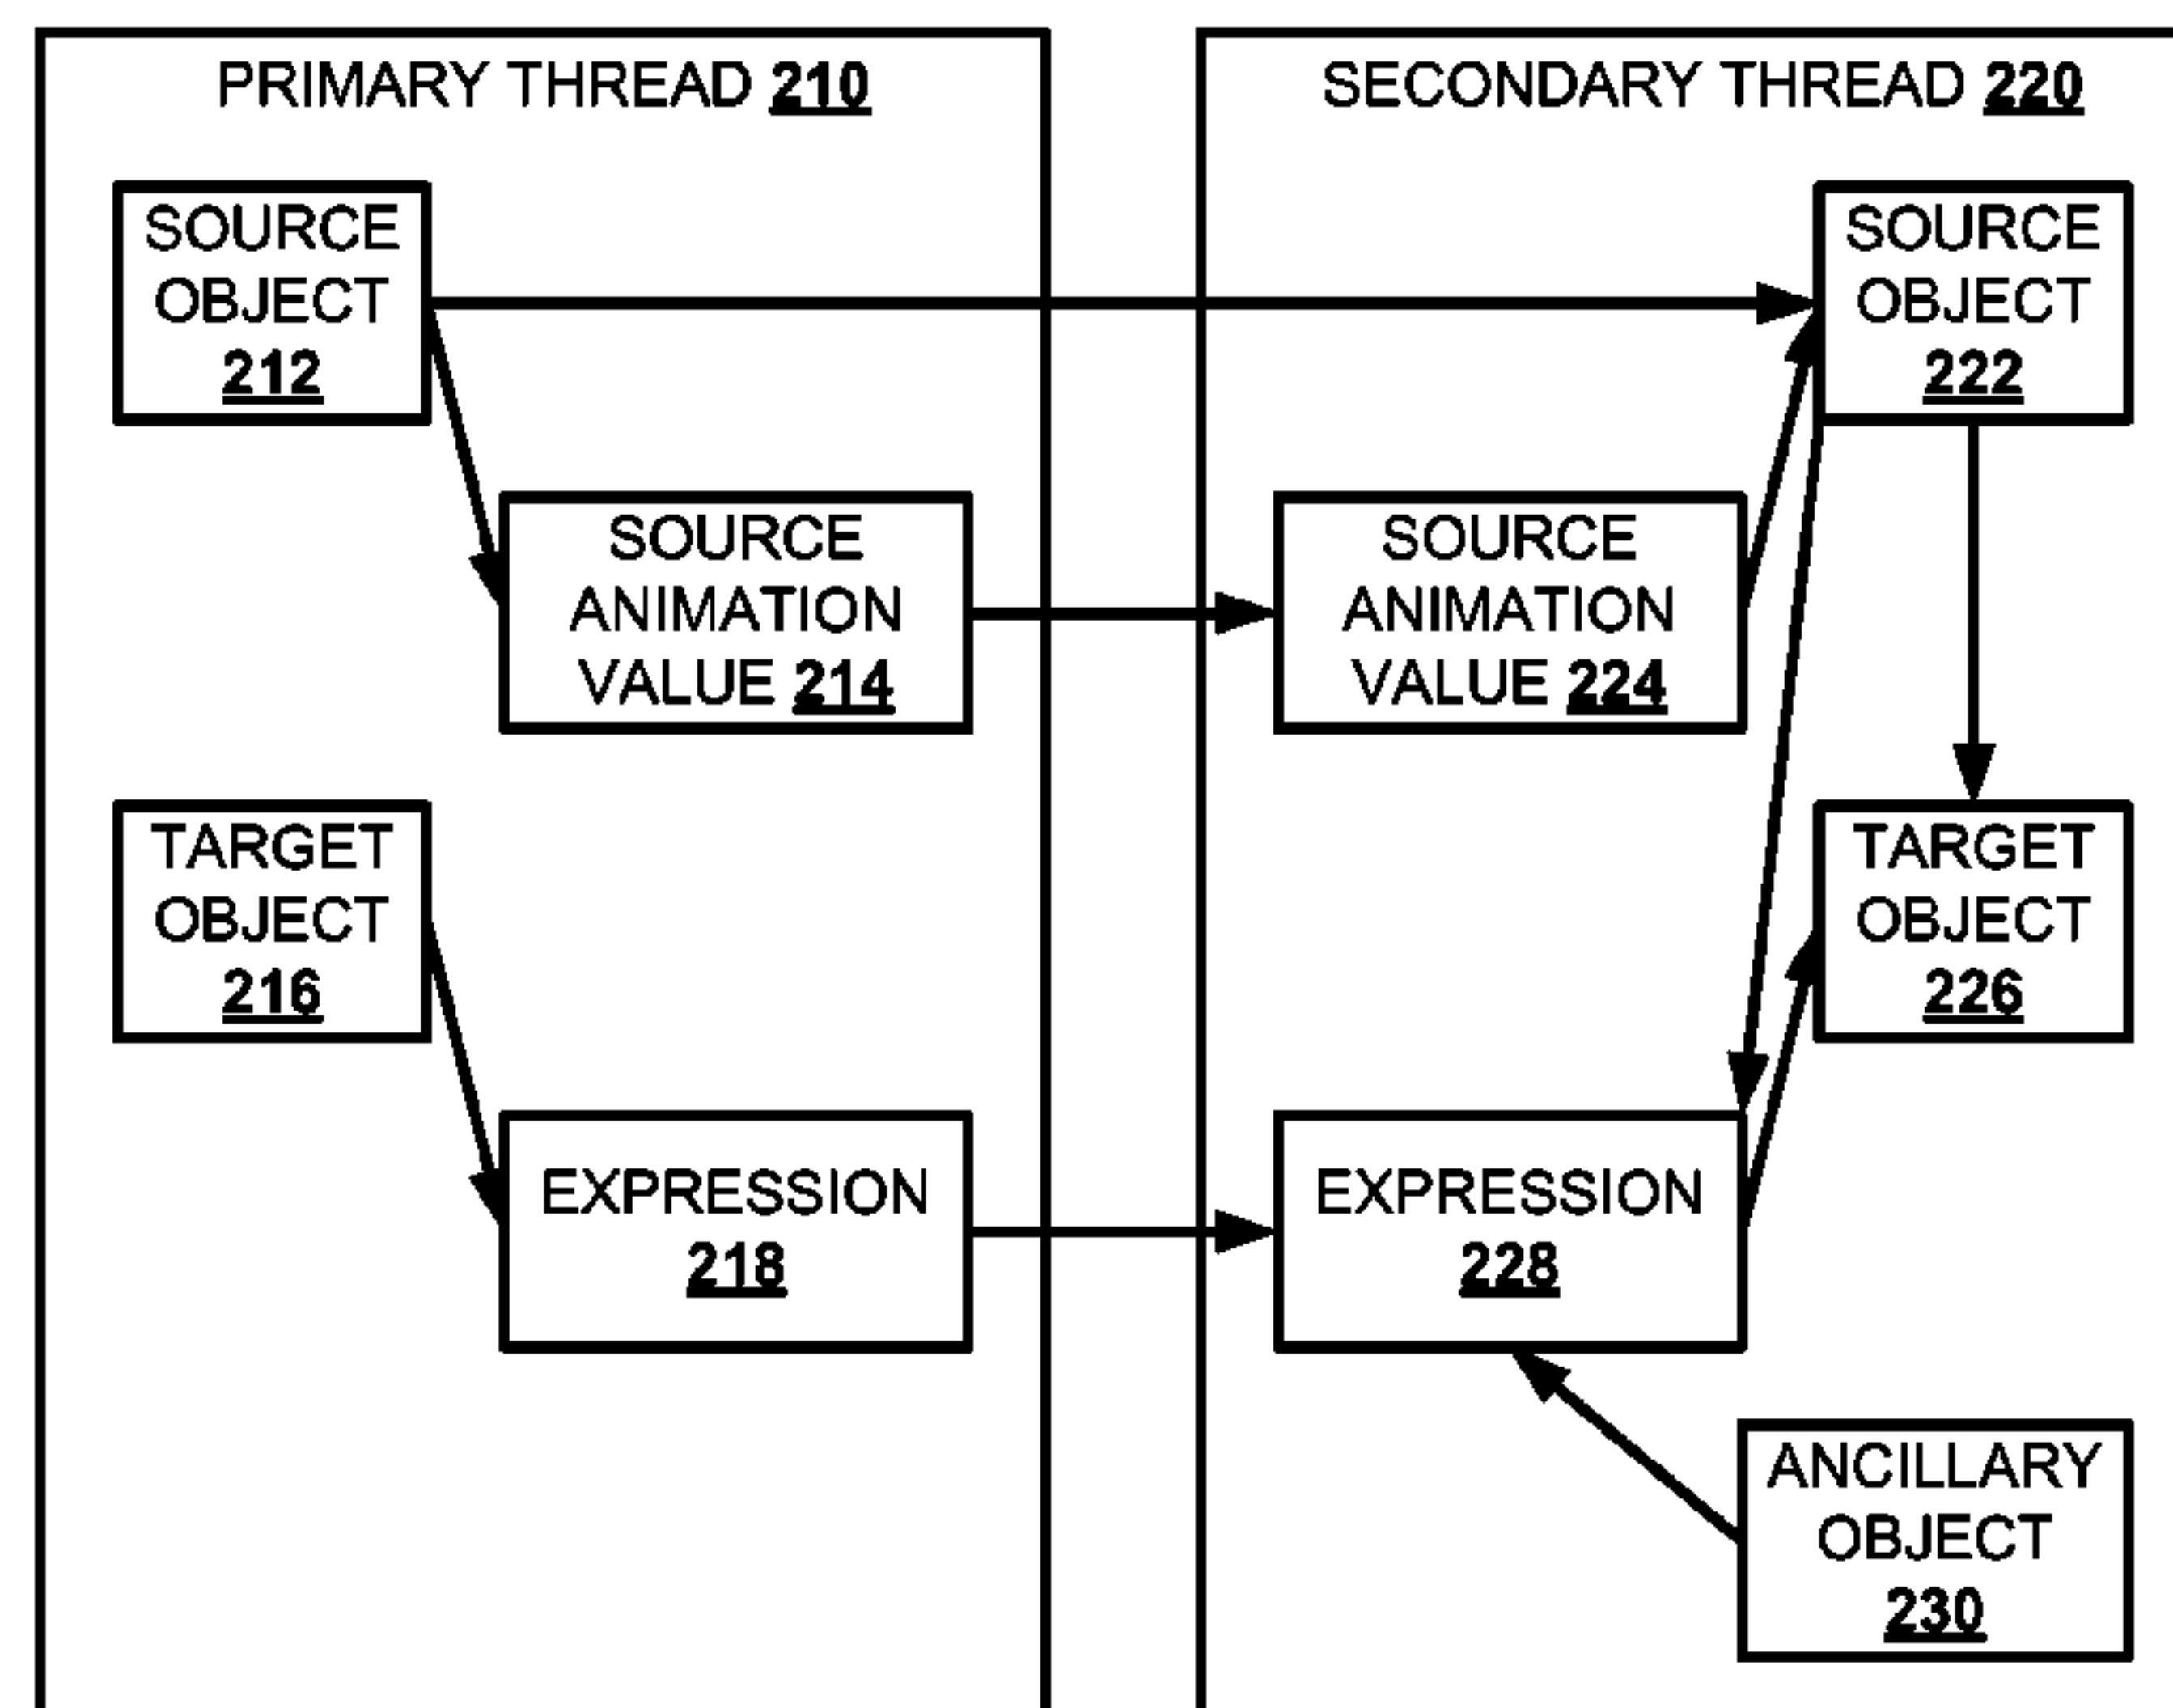 PRIMARY THREAD 210
SOURCE
OBJECT
212
SOURCE
ANIMATION
VALUE 214
TARGET
OBJECT
216
EXPRESSION
218
SECONDARY THREAD 220
SOURCE
OBJECT
222
SOURCE
ANIMATION
VALUE 224
TARGET
OBJECT
226
EXPRESSION
228
ANCILLARY
OBJECT
230